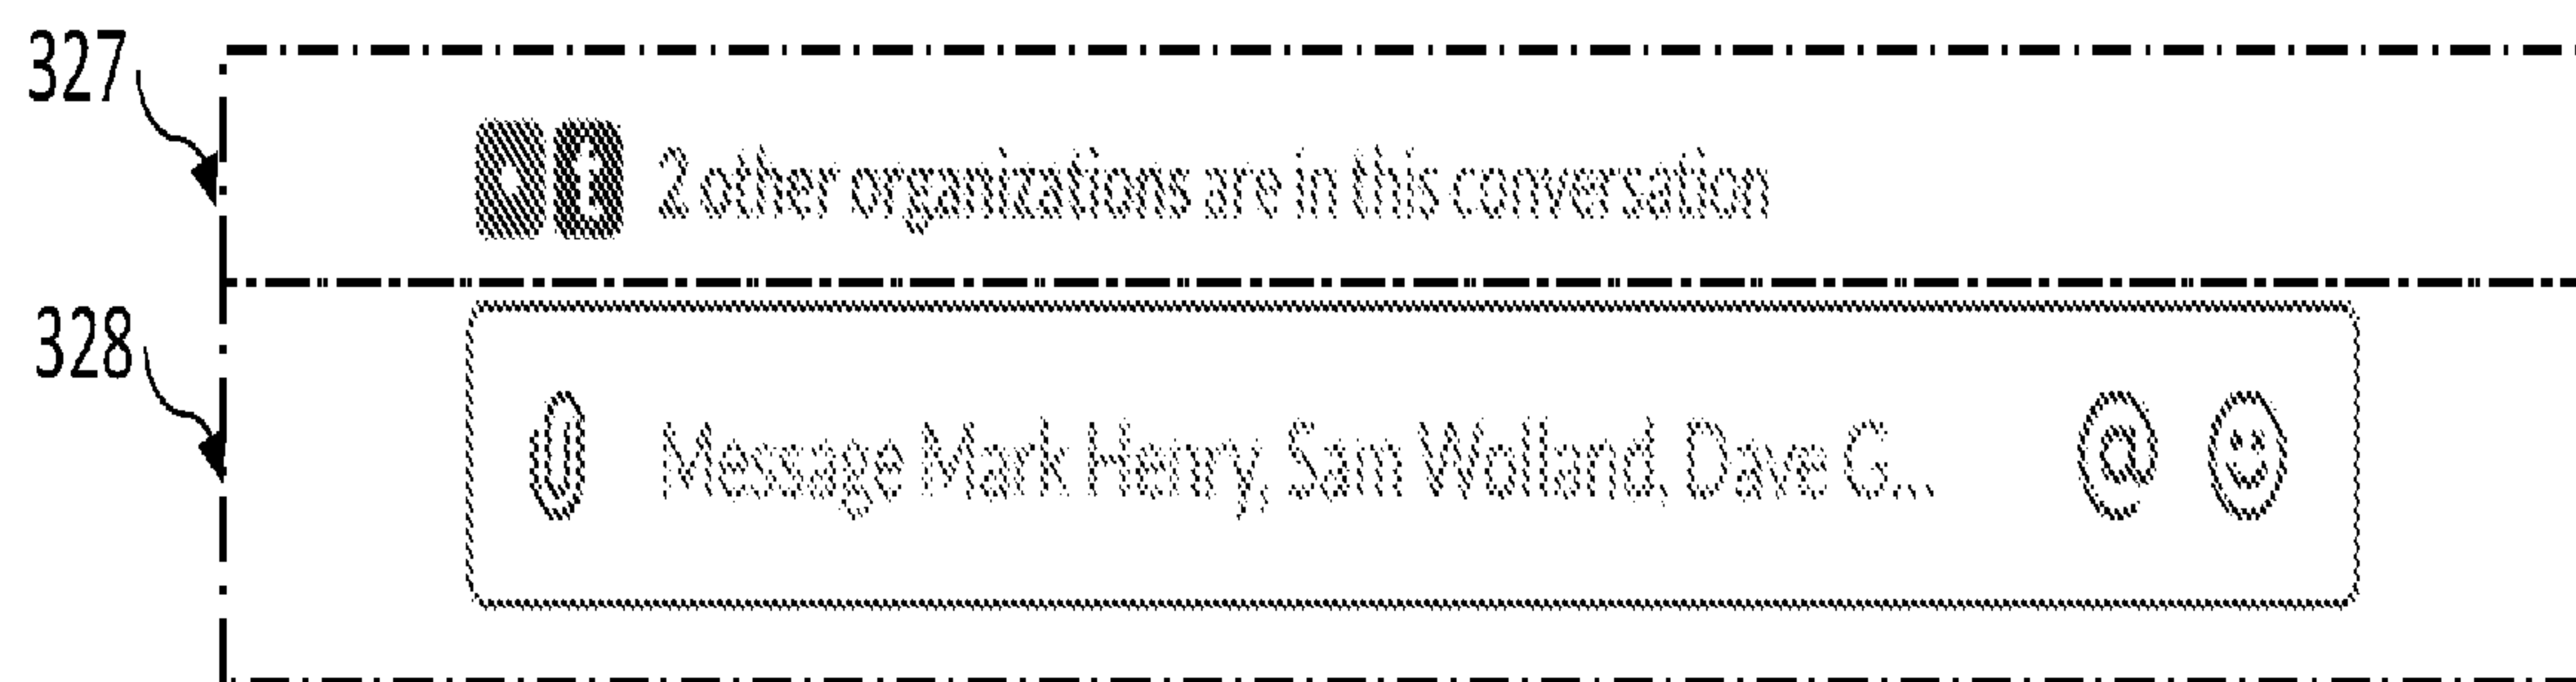 327
t 2 other organizations are in this conversation
328
Message Mark Henry, Sam Wolland, Dave G...
@